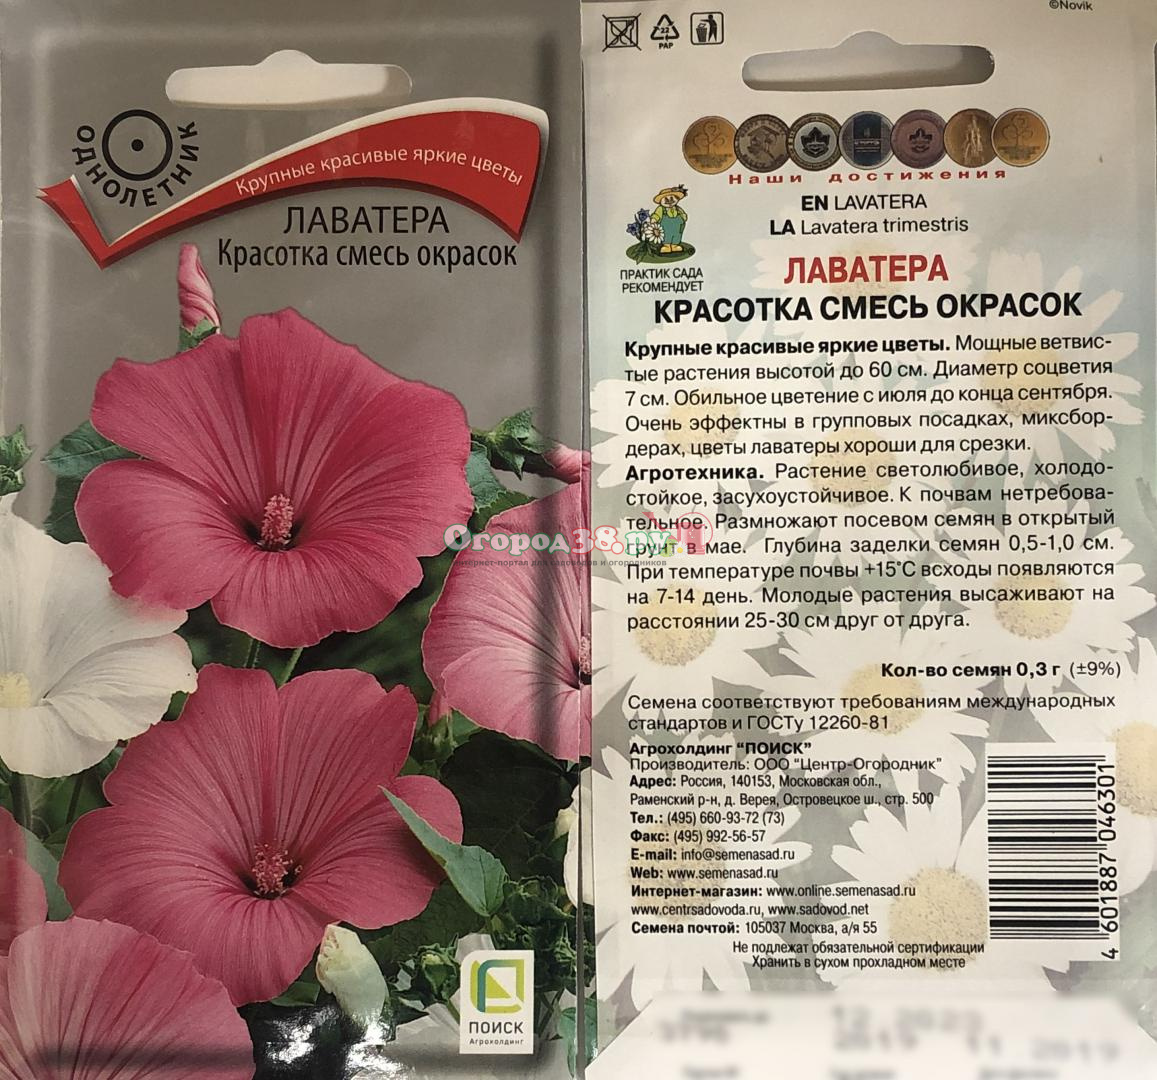 ОДНОЛЕТНИК
Крупные красивые яркие цветы
ЛАВАТЕРА
Красотка смесь окрасок
ПОИСК
Агрохолдинг
Огород38.ру
интернет-портал для садоводов и огородников
©Novik
22
PAP
Наши достижения
EN LAVATERA
LA Lavatera trimestris
ПРАКТИК САДА
РЕКОМЕНДУЕТ
ЛАВАТЕРА
КРАСОТКА СМЕСЬ ОКРАСОК
Крупные красивые яркие цветы. Мощные ветвис-
тые растения высотой до 60 см. Диаметр соцветия
7 см. Обильное цветение с июля до конца сентября.
Очень эффектны в групповых посадках, миксбор-
дерах, цветы лаватеры хороши для срезки.
Агротехника. Растение светолюбивое, холодо-
стойкое, засухоустойчивое. К почвам нетребова-
тельное. Размножают посевом семян в открытый
грунт в мае. Глубина заделки семян 0,5-1,0 см.
При температуре почвы +15°С всходы появляются
на 7-14 день. Молодые растения высаживают на
расстоянии 25-30 см друг от друга.
Кол-во семян 0,3 г (±9%)
Семена соответствуют требованиям международных
стандартов и ГОСТу 12260-81
Агрохолдинг "ПОИСК"
Производитель: ООО "Центр-Огородник"
Адрес: Россия, 140153, Московская обл.,
Раменский р-н, д. Верея, Островецкое ш., стр. 500
Тел.: (495) 660-93-72 (73)
Факс: (495) 992-56-57
E-mail: info@semenasad.ru
Web: www.semenasad.ru
Интернет-магазин: www.online.semenasad.ru
www.centrsadovoda.ru, www.sadovod.net
Семена почтой: 105037 Москва, а/я 55
Не подлежат обязательной сертификации
Хранить в сухом прохладном месте
4 601887 046301